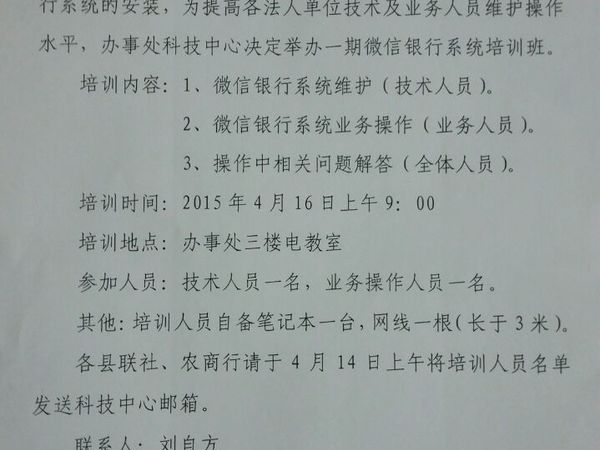 行系统的安装，为提高各法人单位技术及业务人员维护操作
水平，办事处科技中心决定举办一期微信银行系统培训班。
培训内容：1、微信银行系统维护（技术人员）。
2、微信银行系统业务操作（业务人员）。
3、操作中相关问题解答（全体人员）。
培训时间：2015 年 4 月 16 日上午 9：00
培训地点：办事处三楼电教室
参加人员：技术人员一名，业务操作人员一名。
其他：培训人员自备笔记本一台，网线一根（长于 3 米）。
各县联社、农商行请于 4 月 14 日上午将培训人员名单
发送科技中心邮箱。
联系人：刘自方